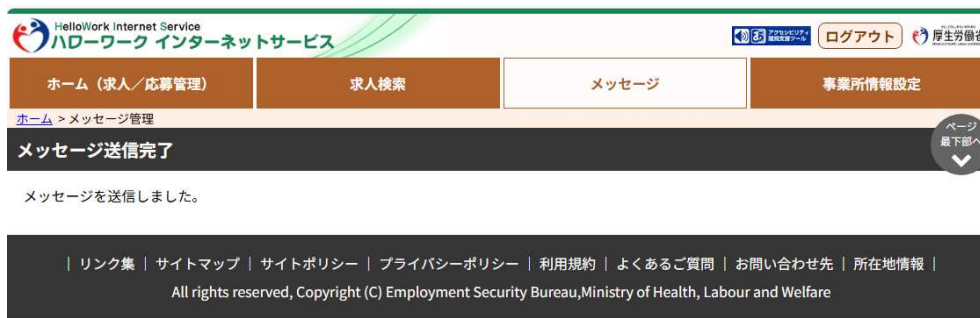 HelloWork Internet Service
ハローワーク インターネットサービス
アクセシビリティ
ログアウト
厚生労働省
ホーム（求人／応募管理） 求人検索 メッセージ 事業所情報設定
ホーム > メッセージ管理
ページ
最下部へ
メッセージ送信完了
メッセージを送信しました。
| リンク集 | サイトマップ | サイトポリシー | プライバシーポリシー | 利用規約 | よくあるご質問 | お問い合わせ先 | 所在地情報 |
All rights reserved, Copyright (C) Employment Security Bureau,Ministry of Health, Labour and Welfare